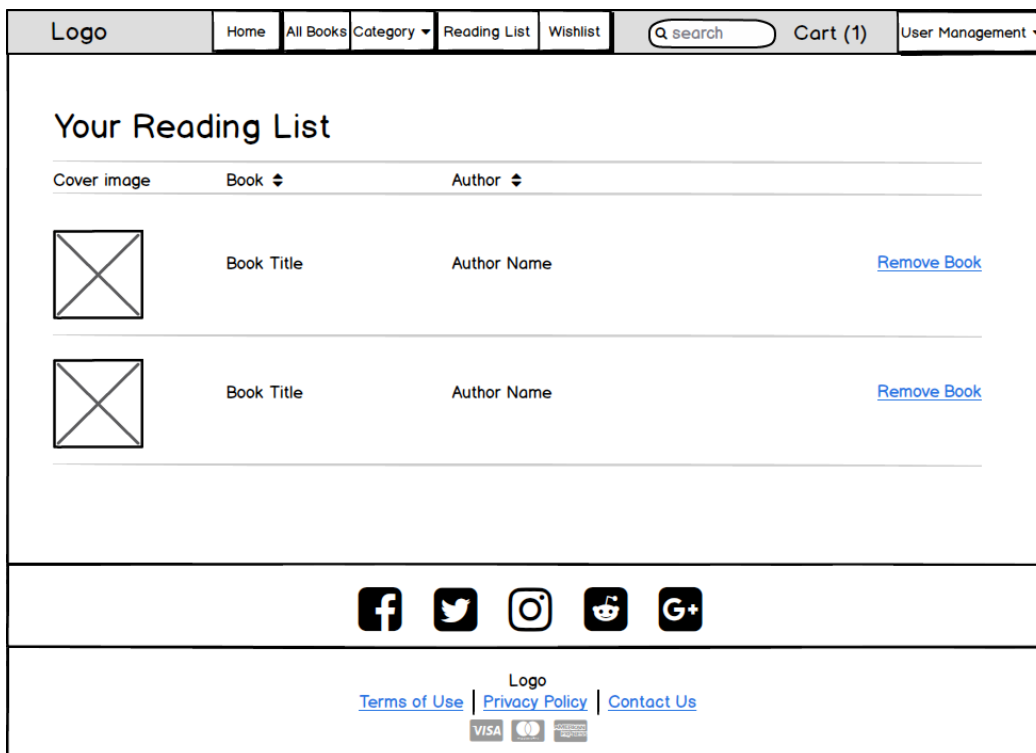 Logo Home All Books Category Reading List Wishlist search Cart (1) User Management
Your Reading List
Cover image Book Author
Book Title Author Name Remove Book
Book Title Author Name Remove Book
G+
Logo
Terms of Use Privacy Policy Contact Us
VISA AMERICAN EXPRESS